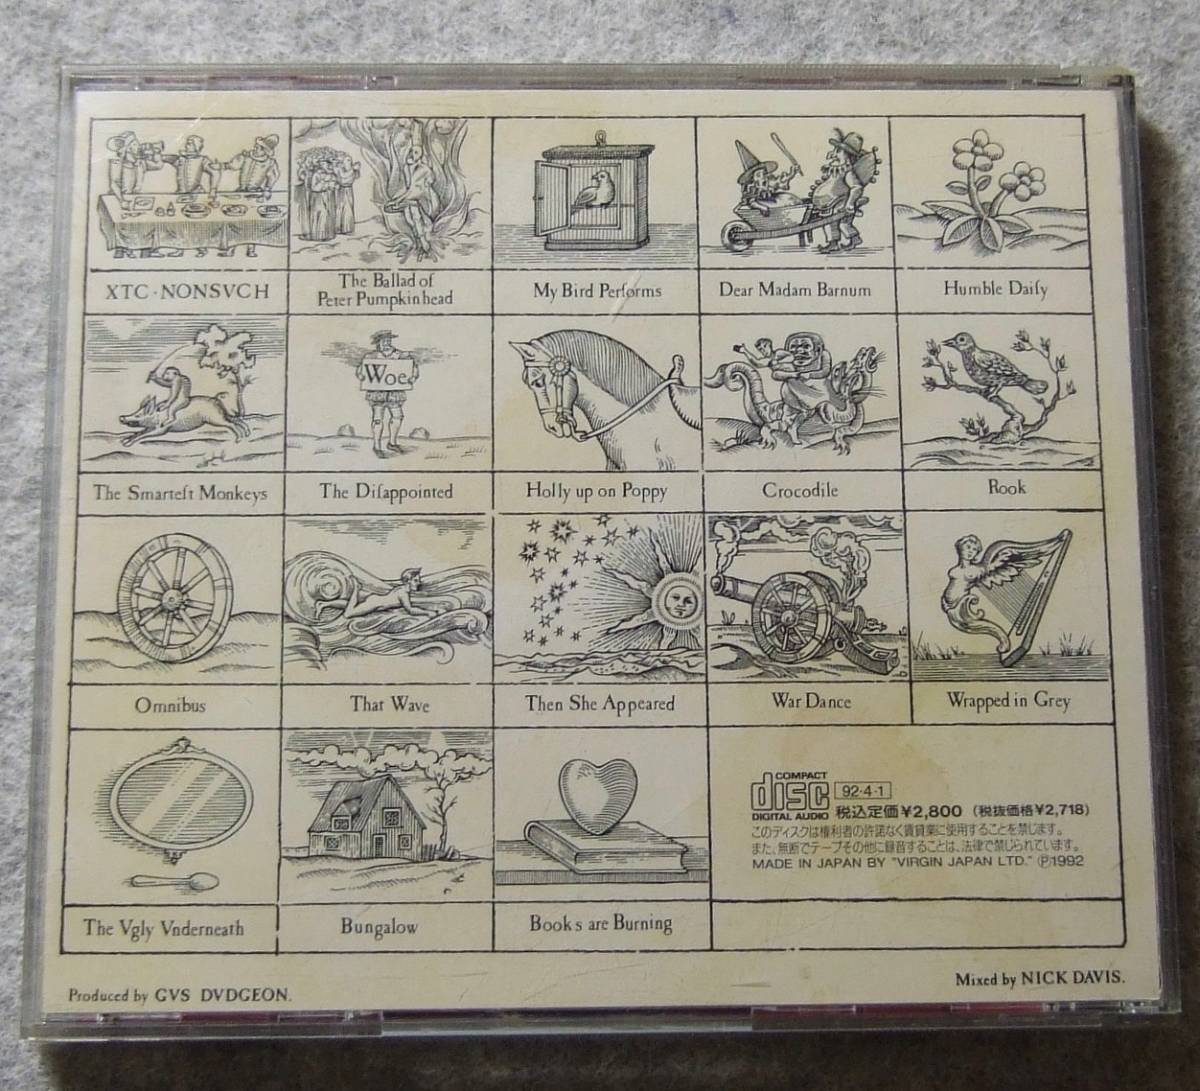 XTC · NONSVCH
The Ballad of
Peter Pumpkinhead
My Bird Performs
Dear Madam Barnum
Humble Daiſy
Woe
The Smarteſt Monkeys
The Diſappointed
Holly up on Poppy
Crocodile
Rook
Omnibus
That Wave
Then She Appeared
War Dance
Wrapped in Grey
The Vgly Vnderneath
Bungalow
Books are Burning
COMPACT
disc
DIGITAL AUDIO
92·4·1
税込定価¥2,800 (税抜価格¥2,718)
このディスクは権利者の許諾なく賃貸業に使用することを禁じます。
また、無断でテープその他に録音することは、法律で禁じられています。
MADE IN JAPAN BY "VIRGIN JAPAN LTD." Ⓟ1992
Produced by GVS DVDGEON.
Mixed by NICK DAVIS.